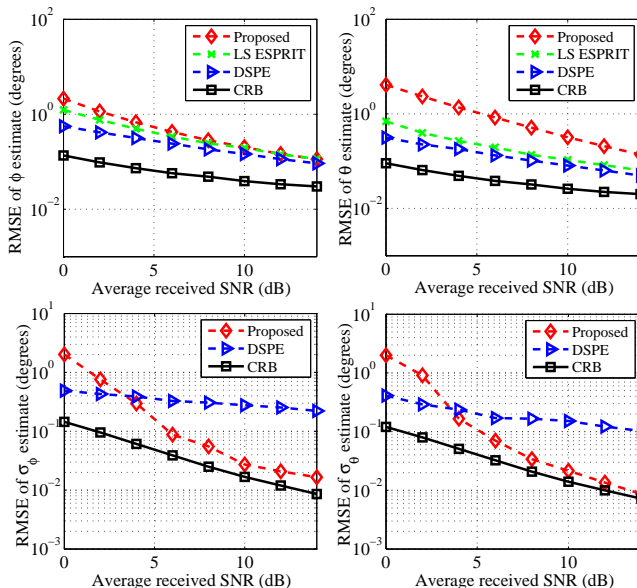 10^2
10^0
10^-2
RMSE of ϕ estimate (degrees)
0 5 10
Average received SNR (dB)
Proposed
LS ESPRIT
DSPE
CRB
10^2
10^0
10^-2
RMSE of θ estimate (degrees)
0 5 10
Average received SNR (dB)
Proposed
LS ESPRIT
DSPE
CRB
10^1
10^0
10^-1
10^-2
10^-3
RMSE of σ_ϕ estimate (degrees)
0 5 10
Average received SNR (dB)
Proposed
DSPE
CRB
10^1
10^0
10^-1
10^-2
10^-3
RMSE of σ_θ estimate (degrees)
0 5 10
Average received SNR (dB)
Proposed
DSPE
CRB